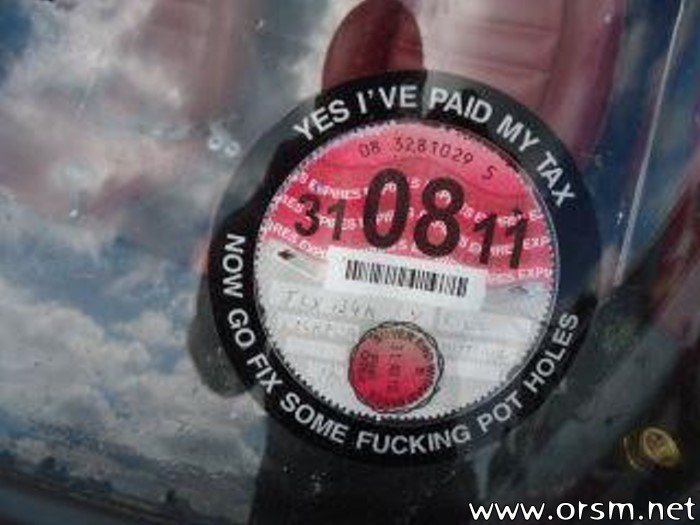 YES I'VE PAID MY TAX
08 3281029 S
31 08 11
NOW GO FIX SOME FUCKING POT HOLES
www.orsm.net